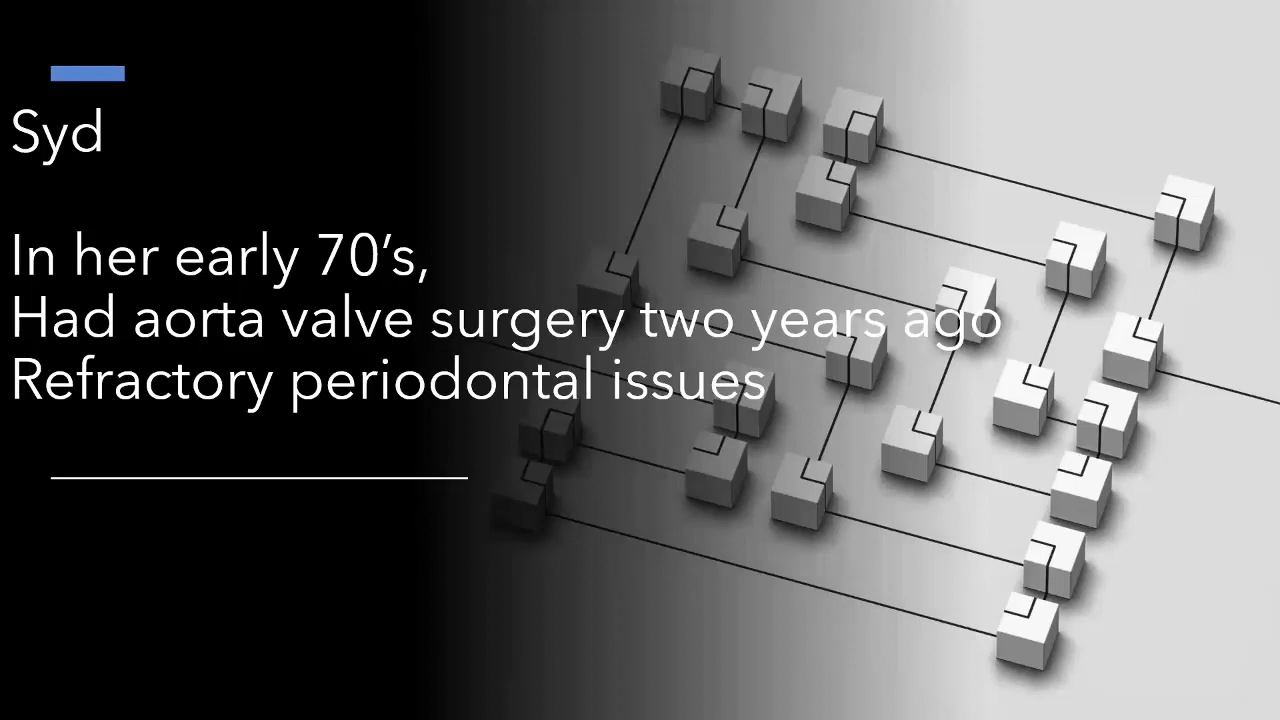 Syd
In her early 70’s,
Had aorta valve surgery two years ago
Refractory periodontal issues